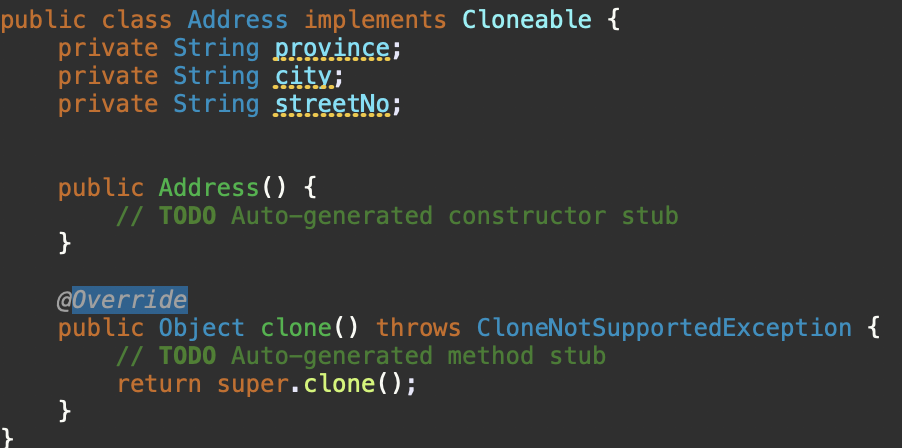 public class Address implements Cloneable {
    private String province;
    private String city;
    private String streetNo;
    public Address() {
        // TODO Auto-generated constructor stub
    }
    @Override
    public Object clone() throws CloneNotSupportedException {
        // TODO Auto-generated method stub
        return super.clone();
    }
}